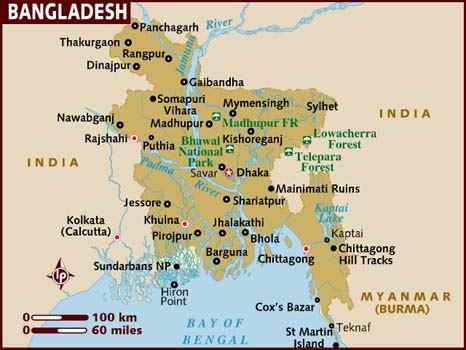 BANGLADESH
Panchagarh
Thakurgaon
Rangpur
Dinajpur
Jamuna
Gaibandha
Somapuri
Vihara
Mymensingh
Sylhet
INDIA
Nawabganj
Madhupur
Madhupur FR
Lowacherra
Forest
Rajshahi
Puthia
Kishoreganj
Bhawal
National
Park
Telepara
Forest
INDIA
Padma
River
Savar
Dhaka
Mainimati Ruins
Jessore
Shariatpur
Kaptai
Lake
Kolkata
(Calcutta)
Khulna
Jhalakathi
Pirojpur
Bhola
Kaptai
Chittagong
Hill Tracts
Barguna
Chittagong
Sundarbans NP
Hiron
Point
LP
MYANMAR
(BURMA)
Cox's Bazar
0
100 km
0
60 miles
BAY OF
BENGAL
Teknaf
St Martin
Island